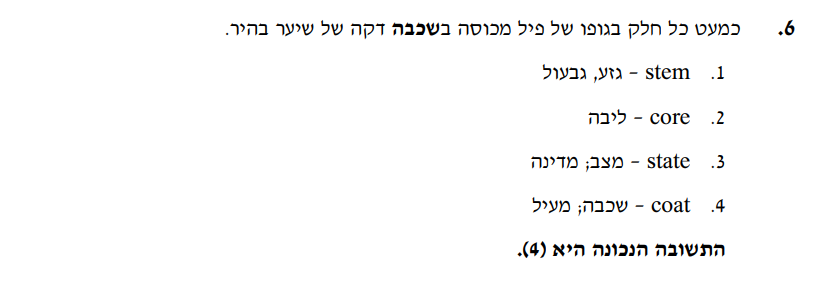 6. כמעט כל חלק בגופו של פיל מכוסה בשכבה דקה של שיער בהיר.
1. stem – גזע, גבעול
2. core – ליבה
3. state – מצב; מדינה
4. coat – שכבה; מעיל
התשובה הנכונה היא (4).